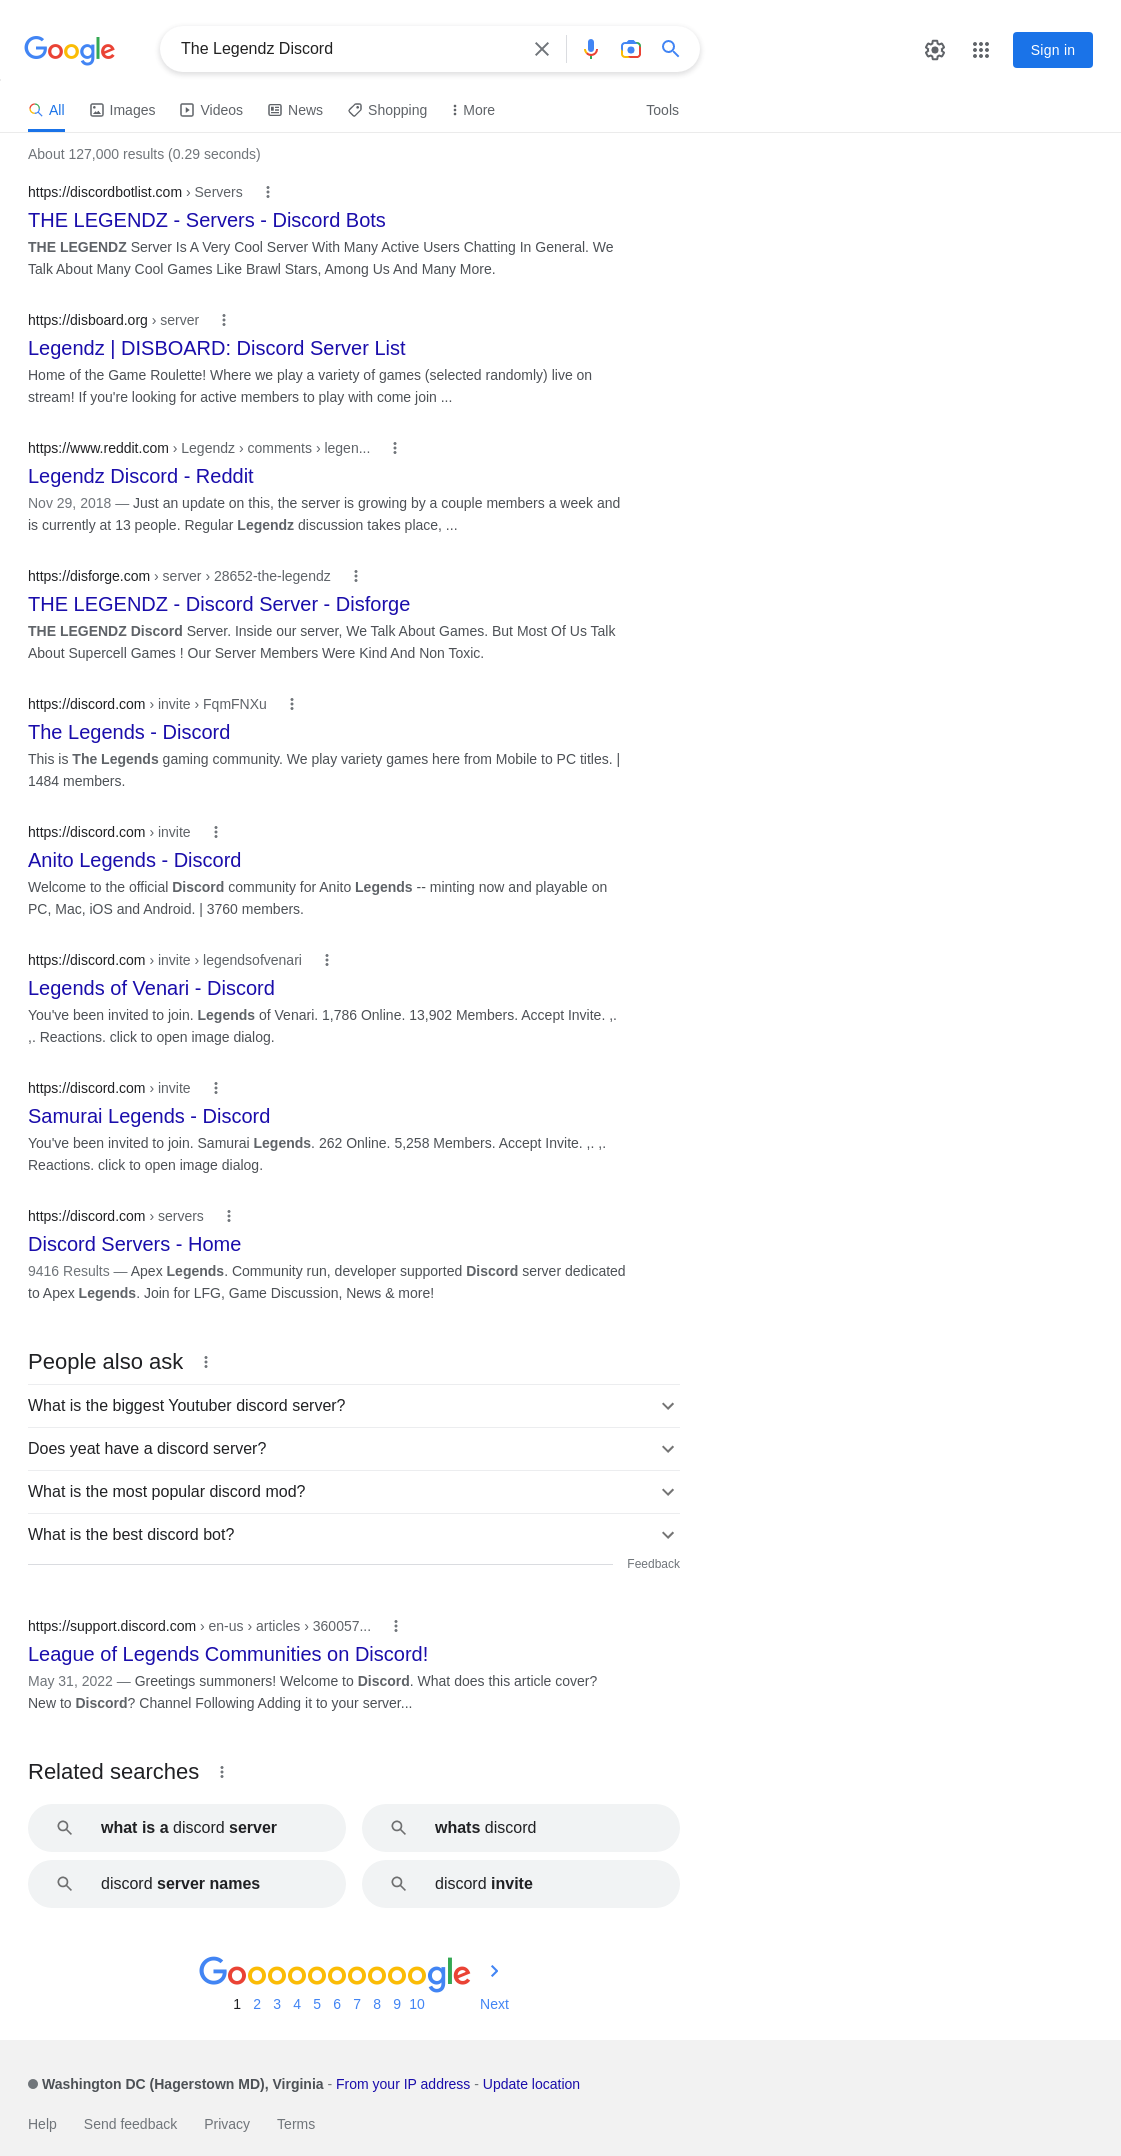 Google
The Legendz Discord
Sign in
All
Images
Videos
News
Shopping
More
Tools
About 127,000 results (0.29 seconds)
https://discordbotlist.com › Servers
THE LEGENDZ - Servers - Discord Bots
THE LEGENDZ Server Is A Very Cool Server With Many Active Users Chatting In General. We
Talk About Many Cool Games Like Brawl Stars, Among Us And Many More.
https://disboard.org › server
Legendz | DISBOARD: Discord Server List
Home of the Game Roulette! Where we play a variety of games (selected randomly) live on
stream! If you're looking for active members to play with come join ...
https://www.reddit.com › Legendz › comments › legen...
Legendz Discord - Reddit
Nov 29, 2018 — Just an update on this, the server is growing by a couple members a week and
is currently at 13 people. Regular Legendz discussion takes place, ...
https://disforge.com › server › 28652-the-legendz
THE LEGENDZ - Discord Server - Disforge
THE LEGENDZ Discord Server. Inside our server, We Talk About Games. But Most Of Us Talk
About Supercell Games ! Our Server Members Were Kind And Non Toxic.
https://discord.com › invite › FqmFNXu
The Legends - Discord
This is The Legends gaming community. We play variety games here from Mobile to PC titles. |
1484 members.
https://discord.com › invite
Anito Legends - Discord
Welcome to the official Discord community for Anito Legends -- minting now and playable on
PC, Mac, iOS and Android. | 3760 members.
https://discord.com › invite › legendsofvenari
Legends of Venari - Discord
You've been invited to join. Legends of Venari. 1,786 Online. 13,902 Members. Accept Invite. ,.
,. Reactions. click to open image dialog.
https://discord.com › invite
Samurai Legends - Discord
You've been invited to join. Samurai Legends. 262 Online. 5,258 Members. Accept Invite. ,. ,.
Reactions. click to open image dialog.
https://discord.com › servers
Discord Servers - Home
9416 Results — Apex Legends. Community run, developer supported Discord server dedicated
to Apex Legends. Join for LFG, Game Discussion, News & more!
People also ask
What is the biggest Youtuber discord server?
Does yeat have a discord server?
What is the most popular discord mod?
What is the best discord bot?
Feedback
https://support.discord.com › en-us › articles › 360057...
League of Legends Communities on Discord!
May 31, 2022 — Greetings summoners! Welcome to Discord. What does this article cover?
New to Discord? Channel Following Adding it to your server...
Related searches
what is a discord server
whats discord
discord server names
discord invite
Goooooooooogle
1 2 3 4 5 6 7 8 9 10 Next
Washington DC (Hagerstown MD), Virginia - From your IP address - Update location
Help Send feedback Privacy Terms